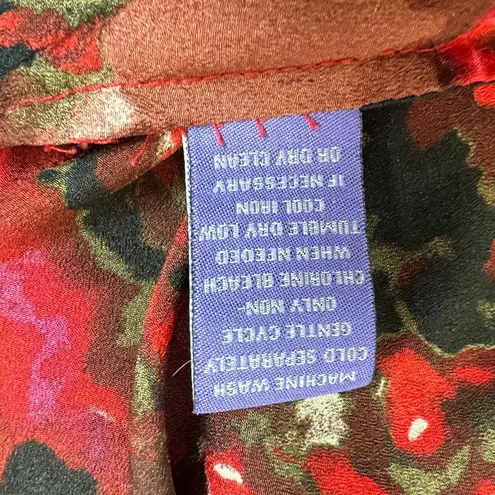 MACHINE WASH
COLD SEPARATELY
GENTLE CYCLE
ONLY NON-
CHLORINE BLEACH
WHEN NEEDED
TUMBLE DRY LOW
COOL IRON
IF NECESSARY
OR DRY CLEAN